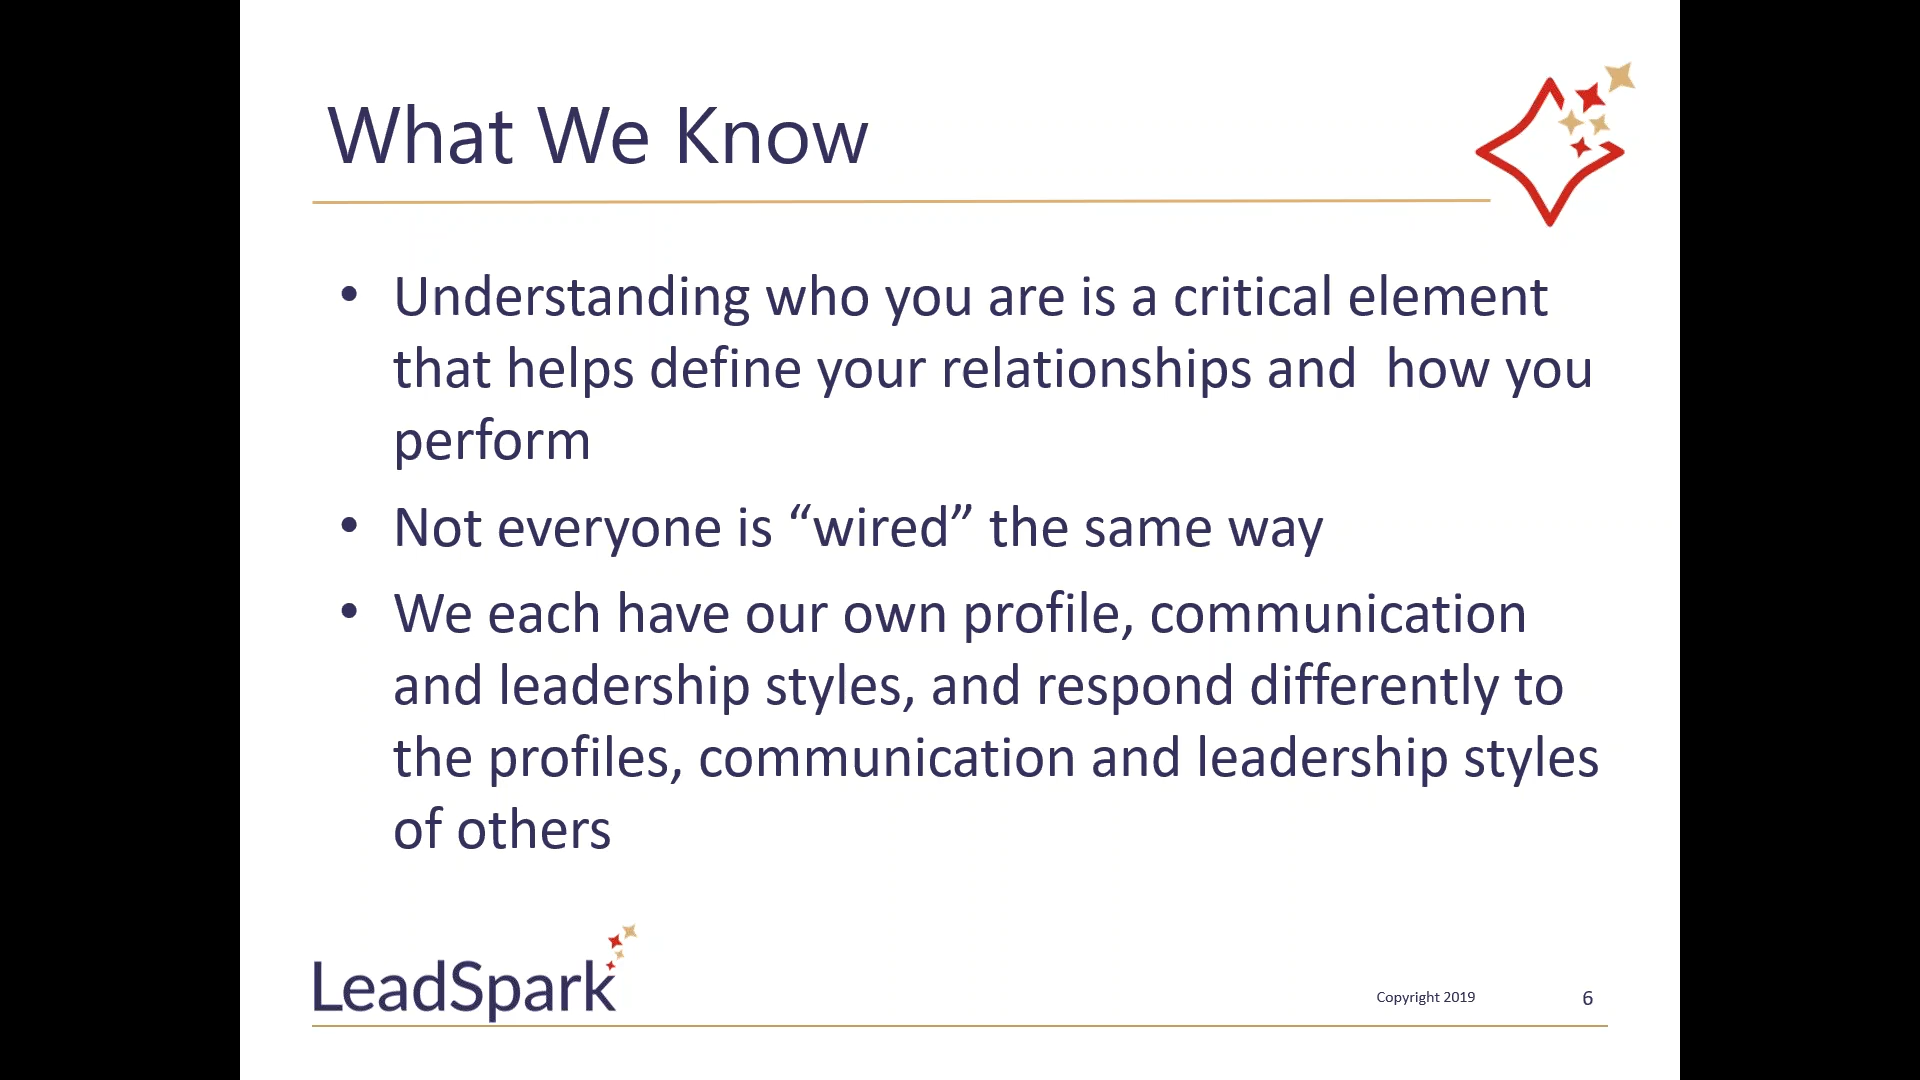 What We Know
• Understanding who you are is a critical element
that helps define your relationships and  how you
perform
• Not everyone is “wired” the same way
• We each have our own profile, communication
and leadership styles, and respond differently to
the profiles, communication and leadership styles
of others
LeadSpark
Copyright 2019
6